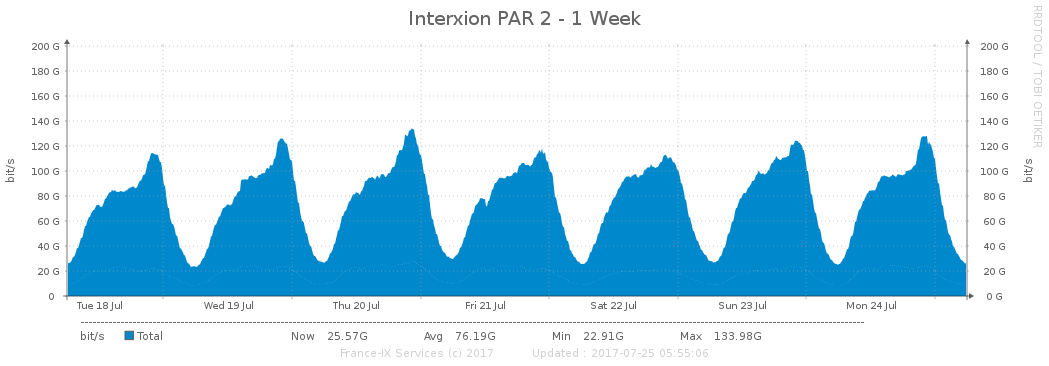 Interxion PAR 2 - 1 Week
RRDTOOL / TOBI OETIKER
200 G 200 G
180 G 180 G
160 G 160 G
140 G 140 G
120 G 120 G
100 G 100 G
80 G 80 G
60 G 60 G
40 G 40 G
20 G 20 G
0 0 G
bit/s
bit/s
Tue 18 Jul Wed 19 Jul Thu 20 Jul Fri 21 Jul Sat 22 Jul Sun 23 Jul Mon 24 Jul
bit/s Total Now 25.57G Avg 76.19G Min 22.91G Max 133.98G
France-IX Services (c) 2017 Updated : 2017-07-25 05:55:06